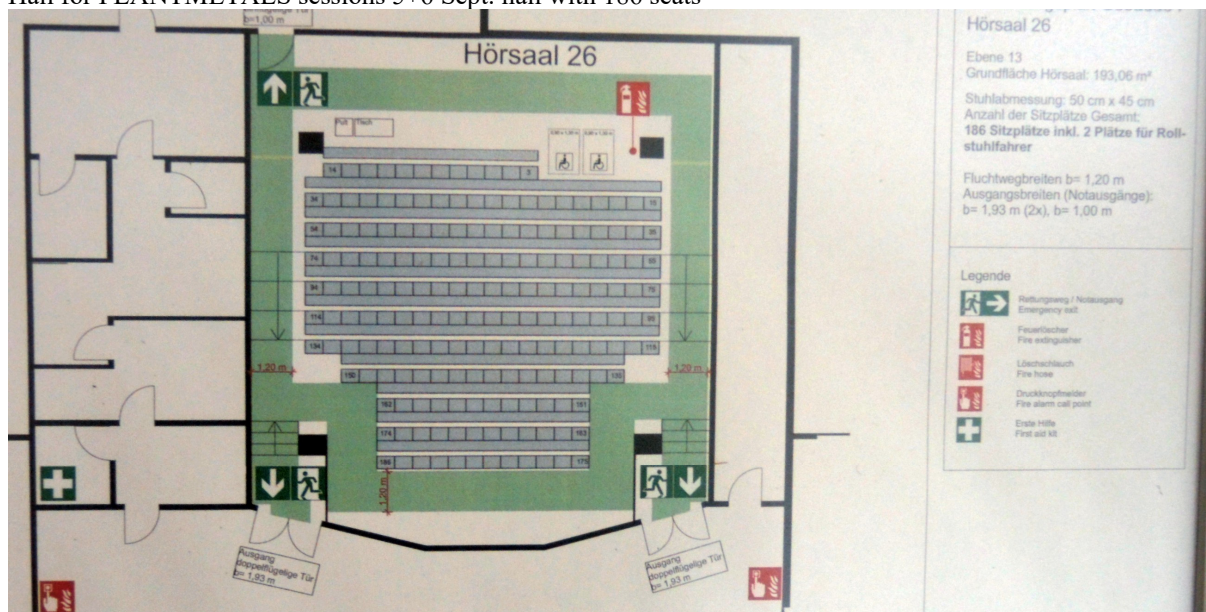 Hall for PLANTMETALS sessions 5+6 Sept. hall with 186 seats
b=1,00 m
Hörsaal 26
Pult
Tisch
14
3
34
15
54
35
74
55
94
75
114
95
134
115
150
135
162
151
174
163
186
175
1,20 m
1,20 m
1,20 m
Ausgang
doppelflügelige Tür
b= 1,93 m
Ausgang
doppelflügelige Tür
b= 1,93 m
Hörsaal 26
Ebene 13
Grundfläche Hörsaal: 193,06 m²
Stuhlabmessung: 50 cm x 45 cm
Anzahl der Sitzplätze Gesamt:
186 Sitzplätze inkl. 2 Plätze für Roll-
stuhlfahrer
Fluchtwegbreiten b= 1,20 m
Ausgangsbreiten (Notausgänge):
b= 1,93 m (2x), b= 1,00 m
Legende
Rettungsweg / Notausgang
Emergency exit
Feuerlöscher
Fire extinguisher
Löschschlauch
Fire hose
Druckknopfmelder
Fire alarm call point
Erste Hilfe
First aid kit